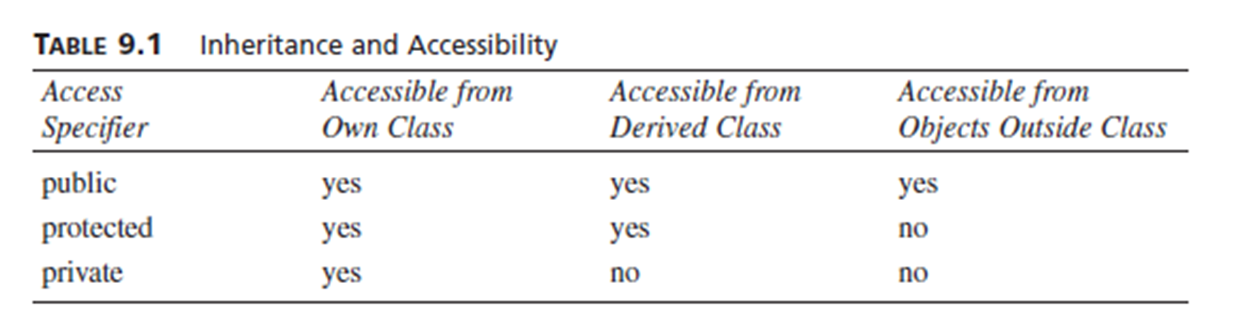 TABLE 9.1 Inheritance and Accessibility
Access Accessible from Accessible from Accessible from
Specifier Own Class Derived Class Objects Outside Class
public yes yes yes
protected yes yes no
private yes no no